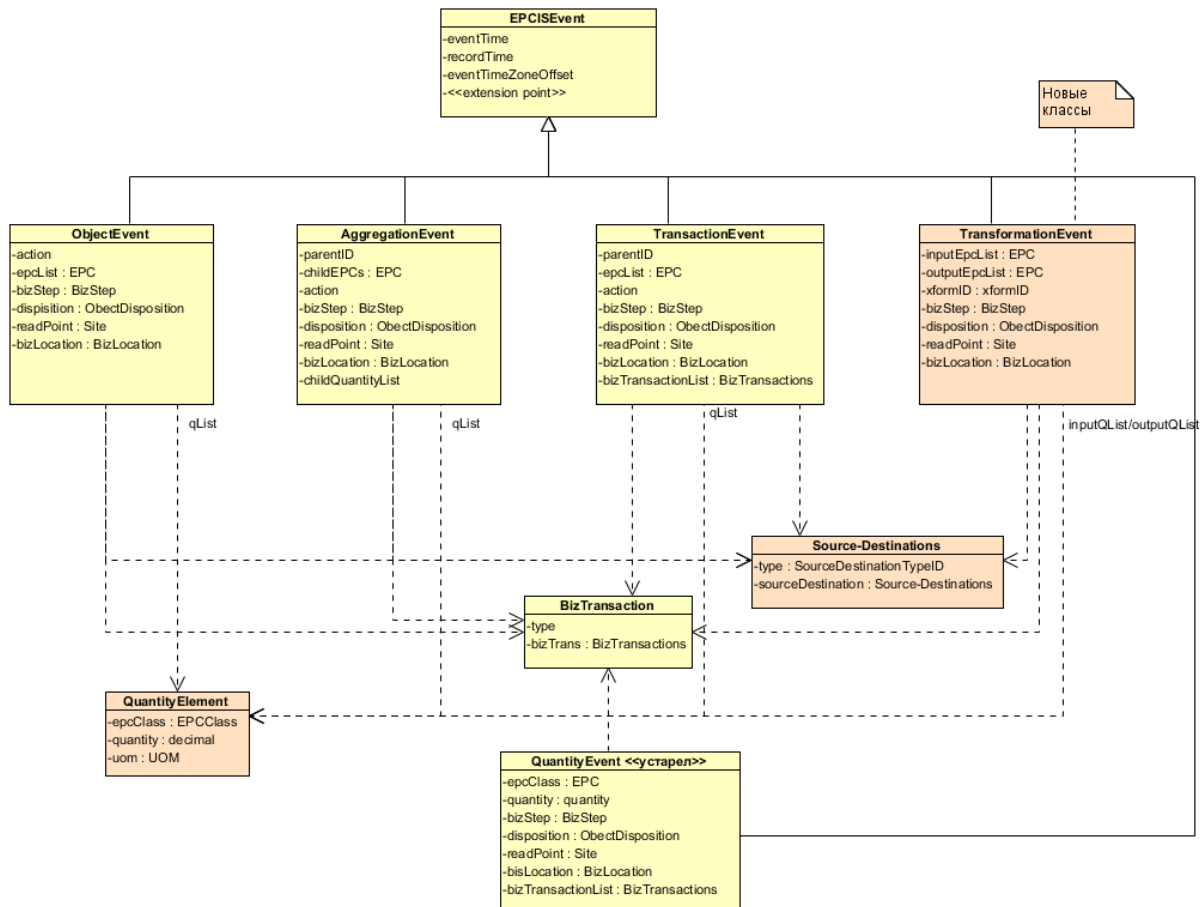 EPCISEvent
-eventTime
-recordTime
-eventTimeZoneOffset
-<<extension point>>
Новые
классы
ObjectEvent
-action
-epcList : EPC
-bizStep : BizStep
-dispisition : ObectDisposition
-readPoint : Site
-bizLocation : BizLocation
AggregationEvent
-parentID
-childEPCs : EPC
-action
-bizStep : BizStep
-disposition : ObectDisposition
-readPoint : Site
-bizLocation : BizLocation
-childQuantityList
TransactionEvent
-parentID
-epcList : EPC
-action
-bizStep : BizStep
-disposition : ObectDisposition
-readPoint : Site
-bizLocation : BizLocation
-bizTransactionList : BizTransactions
TransformationEvent
-inputEpcList : EPC
-outputEpcList : EPC
-xformID : xformID
-bizStep : BizStep
-disposition : ObectDisposition
-readPoint : Site
-bizLocation : BizLocation
qList
qList
qList
inputQList/outputQList
Source-Destinations
-type : SourceDestinationTypeID
-sourceDestination : Source-Destinations
BizTransaction
-type
-bizTrans : BizTransactions
QuantityElement
-epcClass : EPCClass
-quantity : decimal
-uom : UOM
QuantityEvent <<устарел>>
-epcClass : EPC
-quantity : quantity
-bizStep : BizStep
-disposition : ObectDisposition
-readPoint : Site
-bisLocation : BizLocation
-bizTransactionList : BizTransactions